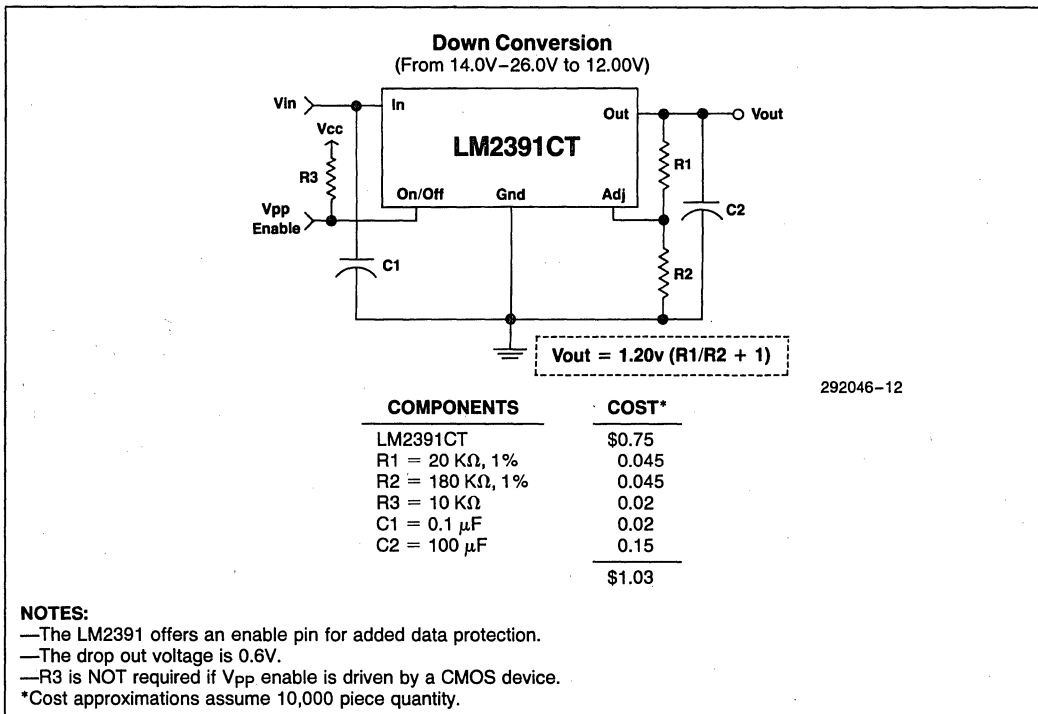 Down Conversion
(From 14.0V–26.0V to 12.00V)
Vin
In
Out
Vout
Vcc
LM2391CT
R1
R3
On/Off
Gnd
Adj
Vpp
Enable
C2
C1
R2
Vout = 1.20v (R1/R2 + 1)
292046–12
COMPONENTS COST*
LM2391CT $0.75
R1 = 20 KΩ, 1% 0.045
R2 = 180 KΩ, 1% 0.045
R3 = 10 KΩ 0.02
C1 = 0.1 μF 0.02
C2 = 100 μF 0.15
$1.03
NOTES:
—The LM2391 offers an enable pin for added data protection.
—The drop out voltage is 0.6V.
—R3 is NOT required if VPP enable is driven by a CMOS device.
*Cost approximations assume 10,000 piece quantity.